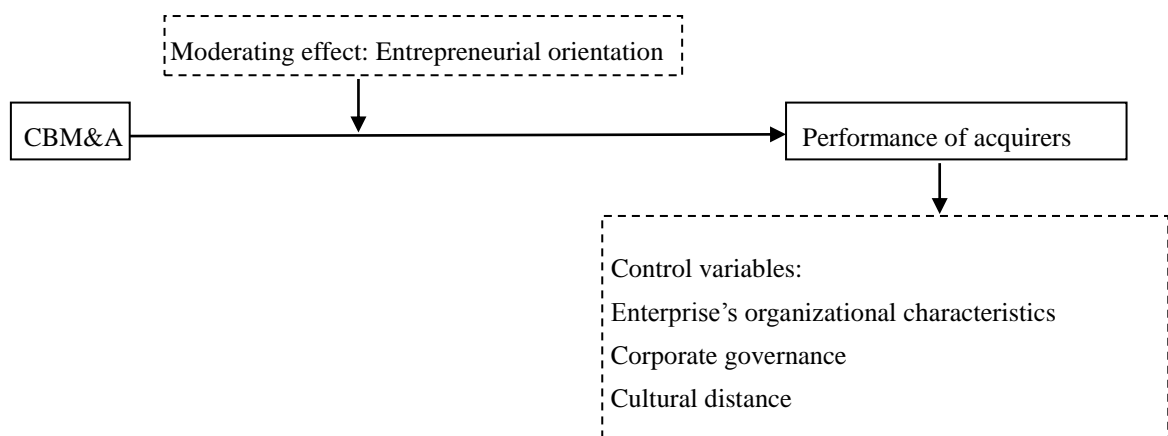 Moderating effect: Entrepreneurial orientation
CBM&A
Performance of acquirers
Control variables:
Enterprise’s organizational characteristics
Corporate governance
Cultural distance